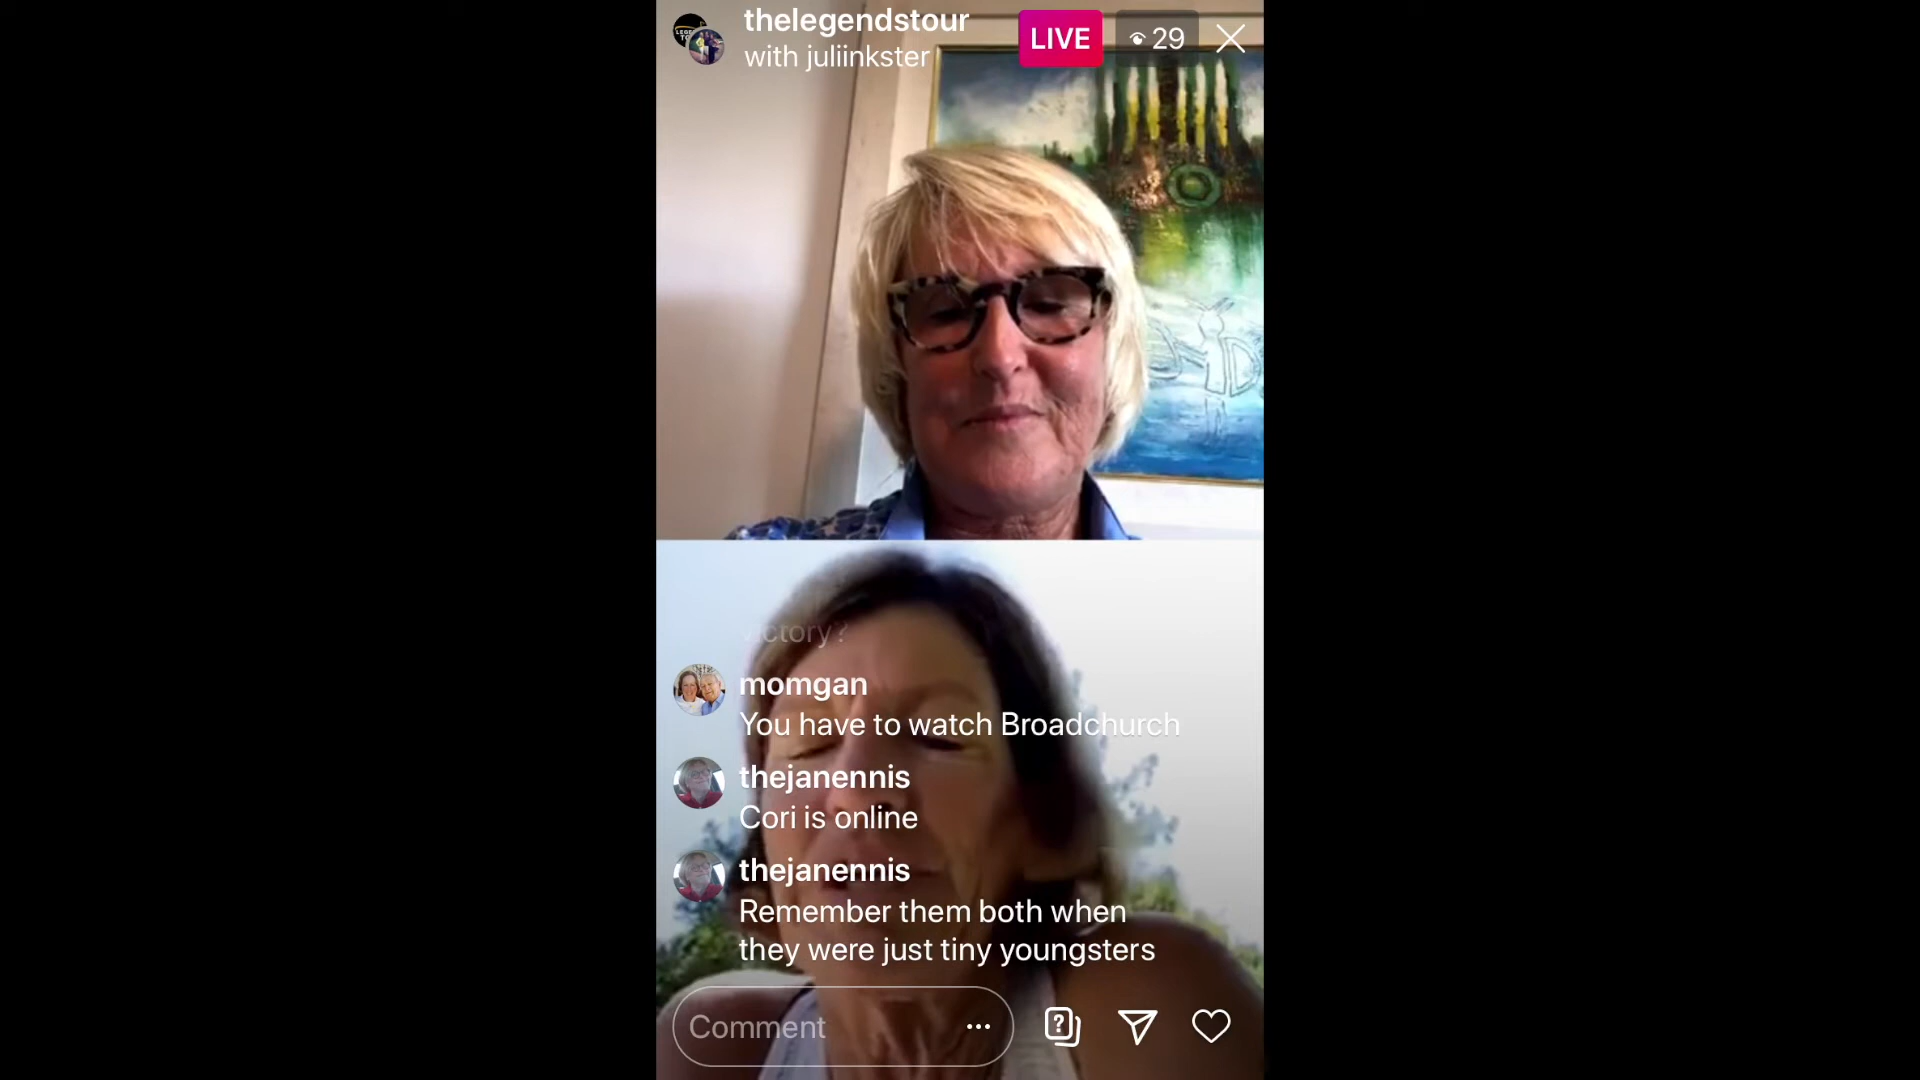 thelegendstour
with juliinkster
LIVE
29
victory?
momgan
You have to watch Broadchurch
thejanennis
Cori is online
thejanennis
Remember them both when
they were just tiny youngsters
Comment